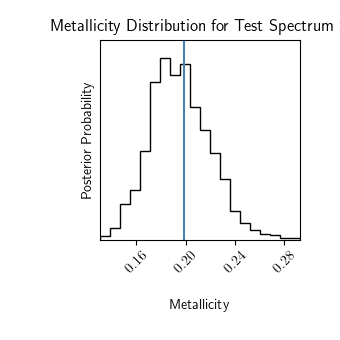 Metallicity Distribution for Test Spectrum
Posterior Probability
0.16 0.20 0.24 0.28
Metallicity